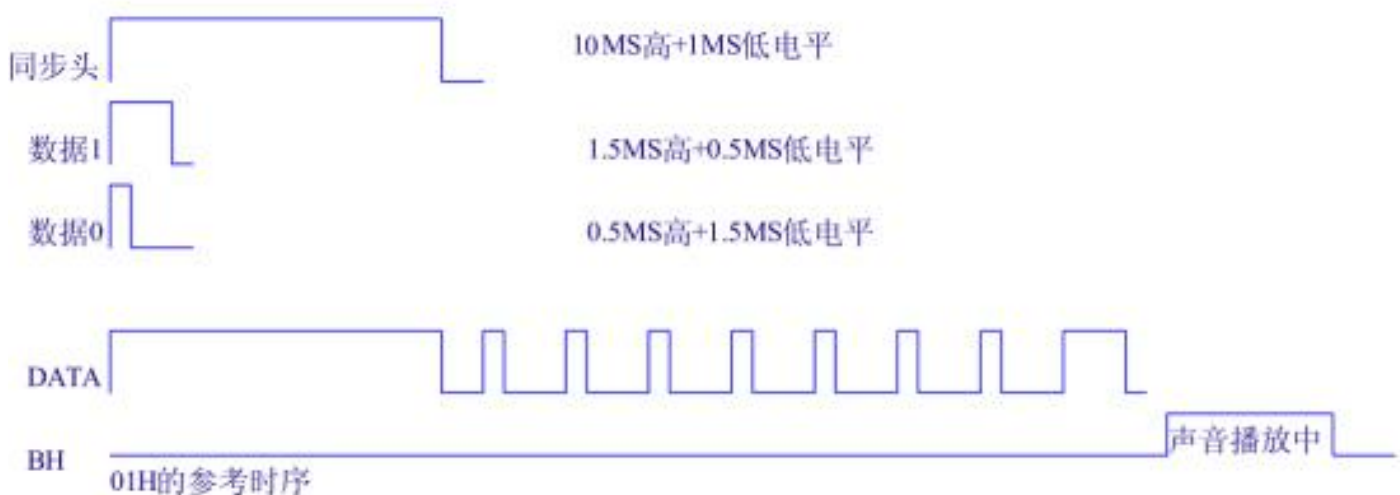 同步头 10MS高+1MS低电平
数据1 1.5MS高+0.5MS低电平
数据0 0.5MS高+1.5MS低电平
DATA
BH 声音播放中
01H的参考时序